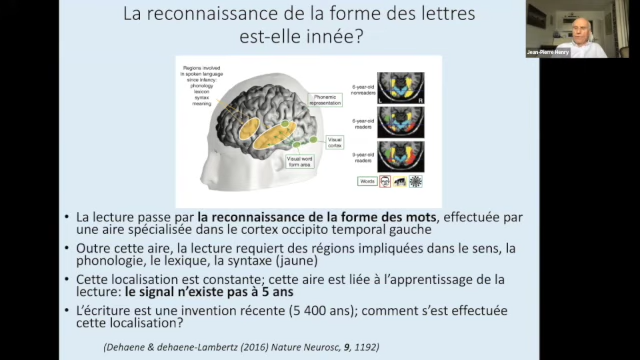 La reconnaissance de la forme des lettres
est-elle innée?
Jean-Pierre Henry
Regions involved
in spoken language
since infancy:
phonology
lexicon
syntax
meaning
Phonemic
representation
Visual
cortex
Visual word
form area
6-year-old
nonreaders
L R
6-year-old
readers
9-year-old
readers
Words
• La lecture passe par la reconnaissance de la forme des mots, effectuée par
une aire spécialisée dans le cortex occipito temporal gauche
• Outre cette aire, la lecture requiert des régions impliquées dans le sens, la
phonologie, le lexique, la syntaxe (jaune)
• Cette localisation est constante; cette aire est liée à l'apprentissage de la
lecture: le signal n'existe pas à 5 ans
• L'écriture est une invention récente (5 400 ans); comment s'est effectuée
cette localisation?
(Dehaene & dehaene-Lambertz (2016) Nature Neurosc, 9, 1192)